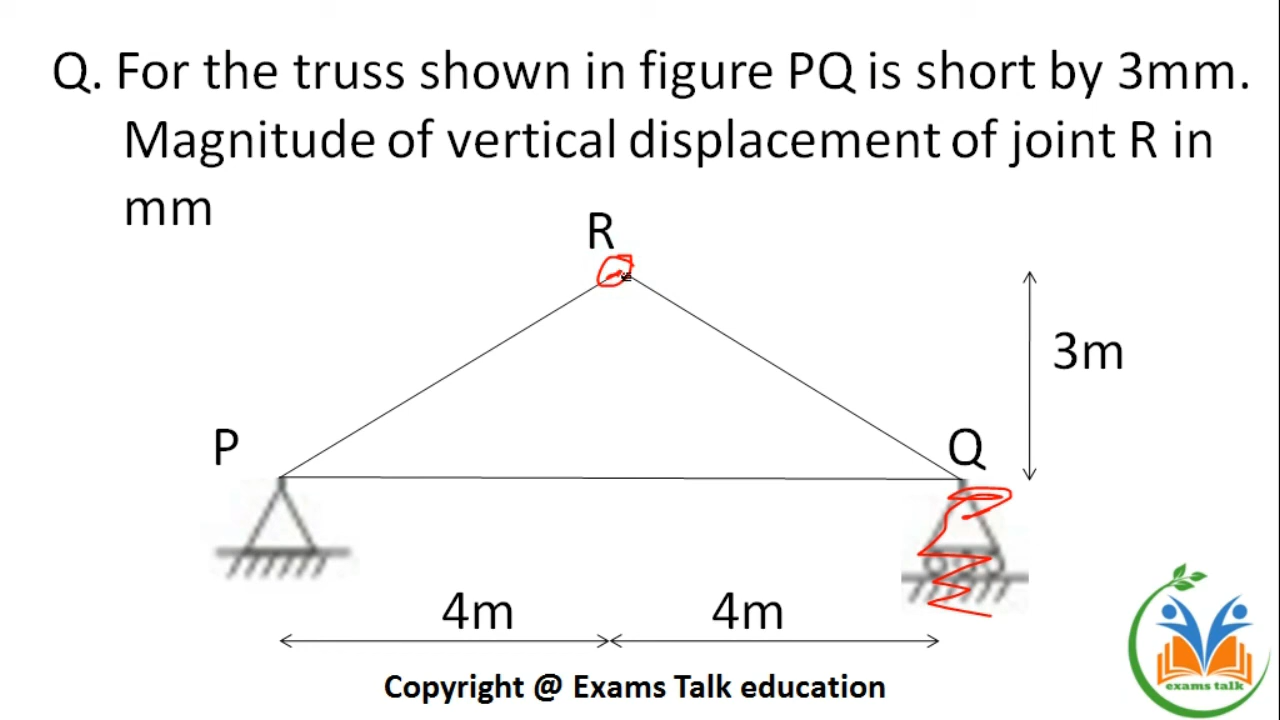 Q. For the truss shown in figure PQ is short by 3mm.
Magnitude of vertical displacement of joint R in
mm
R
3m
P
Q
4m
4m
Copyright @ Exams Talk education
exams talk